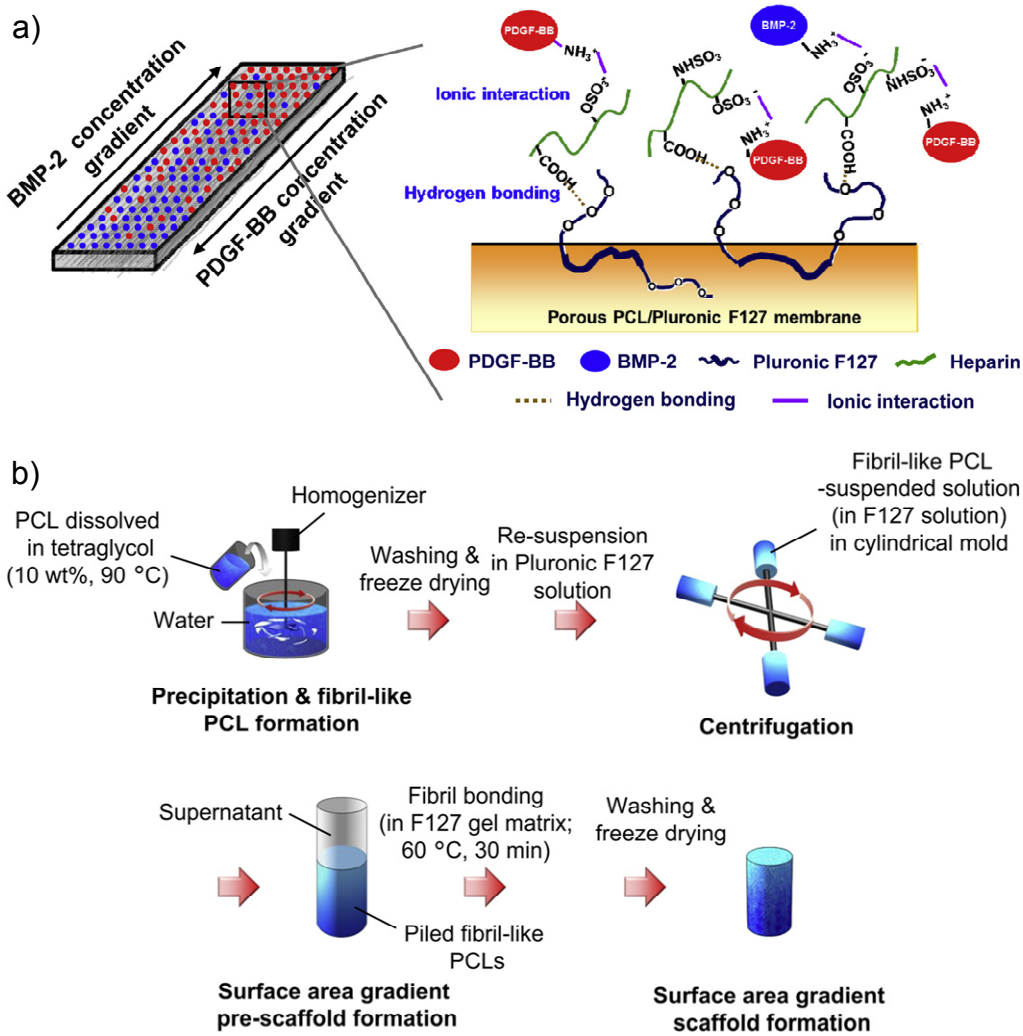 a)
BMP-2 concentration
gradient
PDGF-BB concentration
gradient
PDGF-BB
NH₃⁺
Ionic interaction
OSO₃⁻
COOH
Hydrogen bonding
O
O
O
O
O
NHSO₃⁻
OSO₃⁻
NH₃⁺
PDGF-BB
COOH
O
O
O
BMP-2
NH₃⁺
OSO₃⁻
NHSO₃⁻
NH₃⁺
PDGF-BB
COOH
O
O
O
Porous PCL/Pluronic F127 membrane
PDGF-BB BMP-2 Pluronic F127 Heparin
Hydrogen bonding Ionic interaction
b)
PCL dissolved
in tetraglycol
(10 wt%, 90 °C)
Homogenizer
Water
Precipitation & fibril-like
PCL formation
Washing &
freeze drying
Re-suspension
in Pluronic F127
solution
Fibril-like PCL
-suspended solution
(in F127 solution)
in cylindrical mold
Centrifugation
Supernatant
Piled fibril-like
PCLs
Surface area gradient
pre-scaffold formation
Fibril bonding
(in F127 gel matrix;
60 °C, 30 min)
Washing &
freeze drying
Surface area gradient
scaffold formation